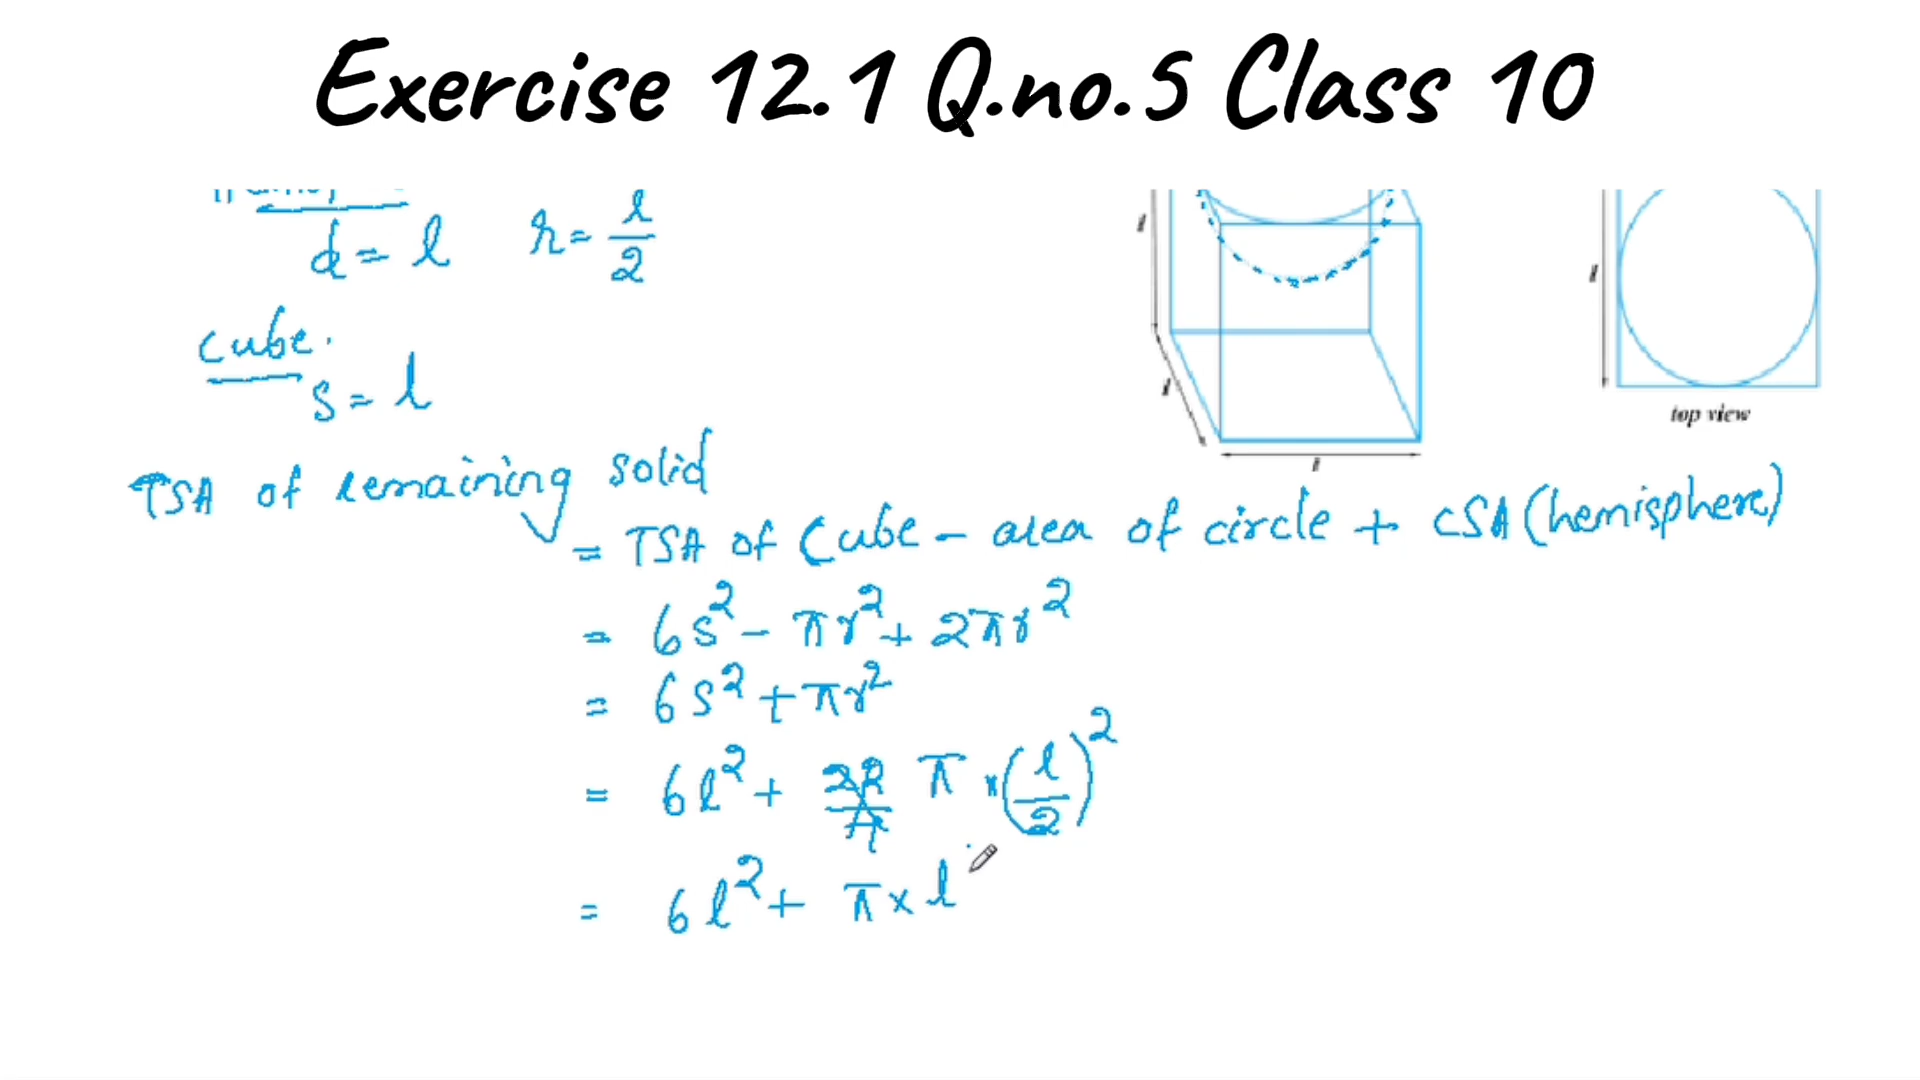 Exercise 12.1 Q.no.5 Class 10
d = l r = l/2
l
l
cube.
s = l
l
top view
l
TSA of remaining solid
= TSA of Cube - area of circle + CSA (hemisphere)
= 6s² - πr² + 2πr²
= 6s² + πr²
= 6l² + π × (l/2)²
= 6l² + π × l